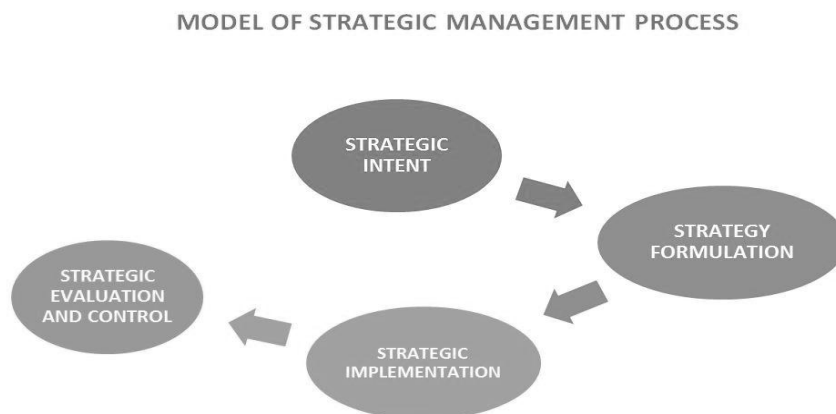 MODEL OF STRATEGIC MANAGEMENT PROCESS
STRATEGIC
INTENT
STRATEGY
FORMULATION
STRATEGIC
IMPLEMENTATION
STRATEGIC
EVALUATION
AND CONTROL